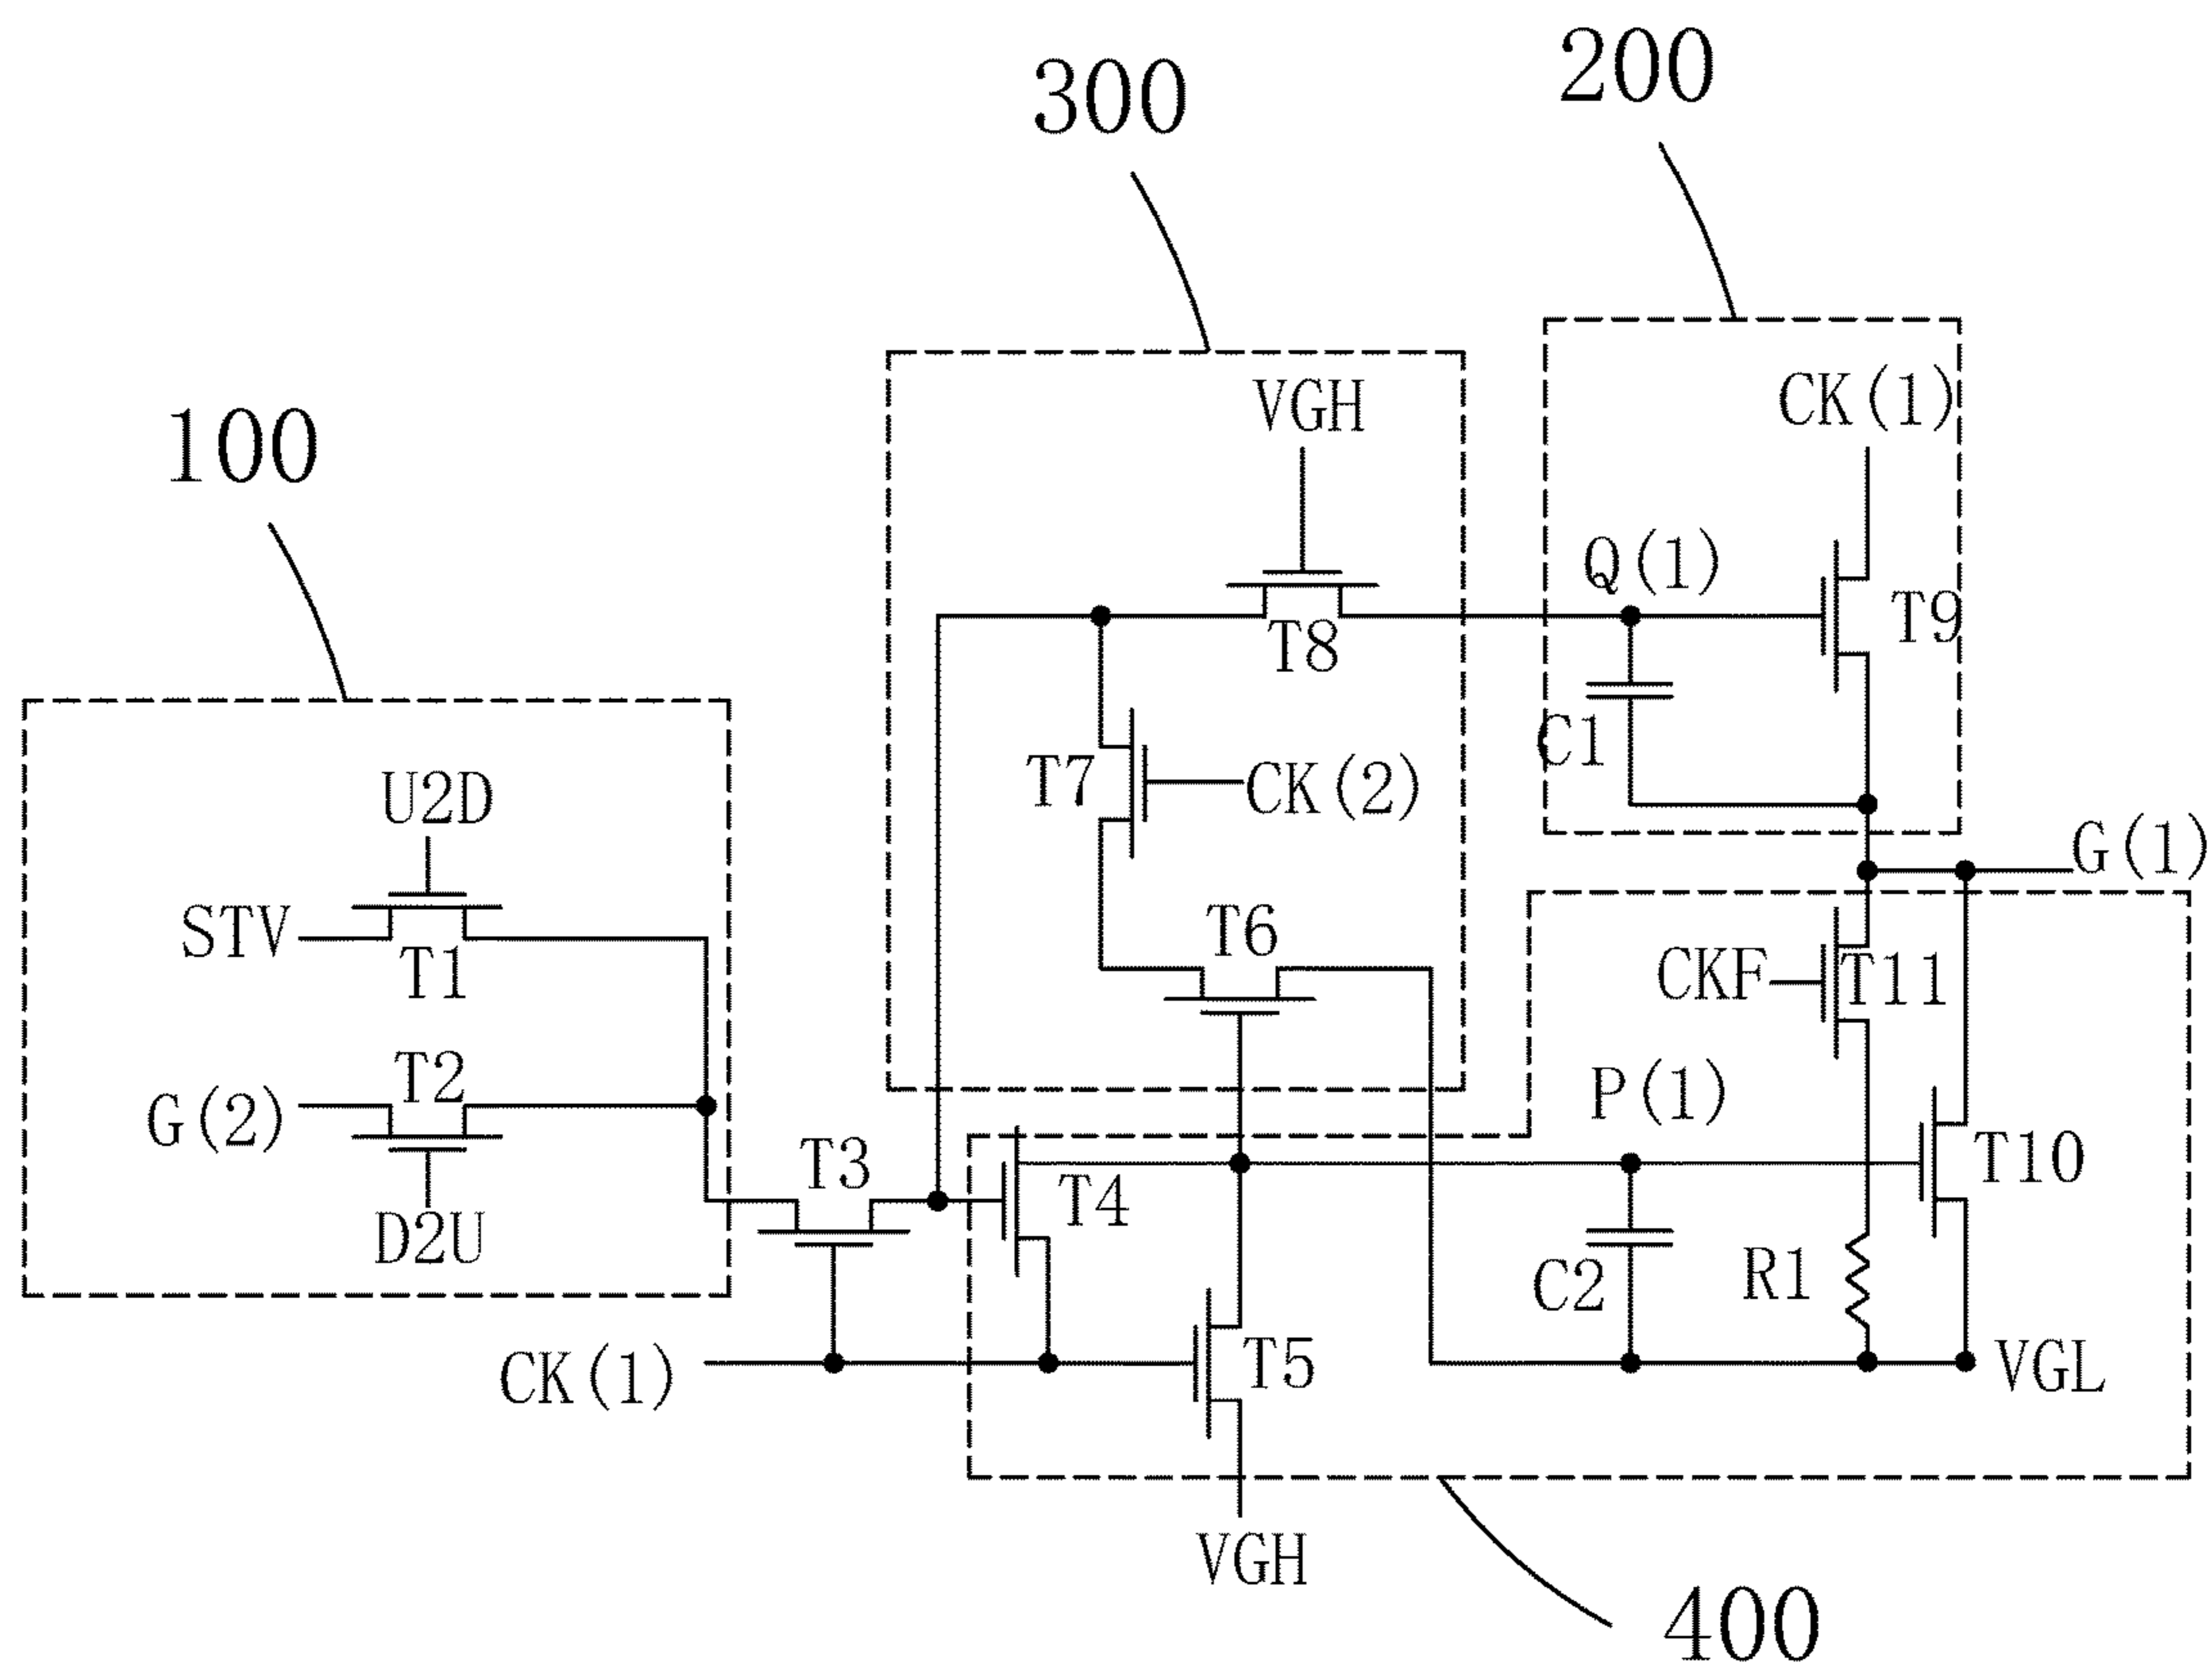 200
300
CK(1)
VGH
100
Q(1)
T9
T8
C1
T7
CK(2)
U2D
G(1)
STV
T6
T1
CKF
T11
T2
P(1)
G(2)
T10
T3
T4
D2U
C2
R1
CK(1)
T5
VGL
VGH
400